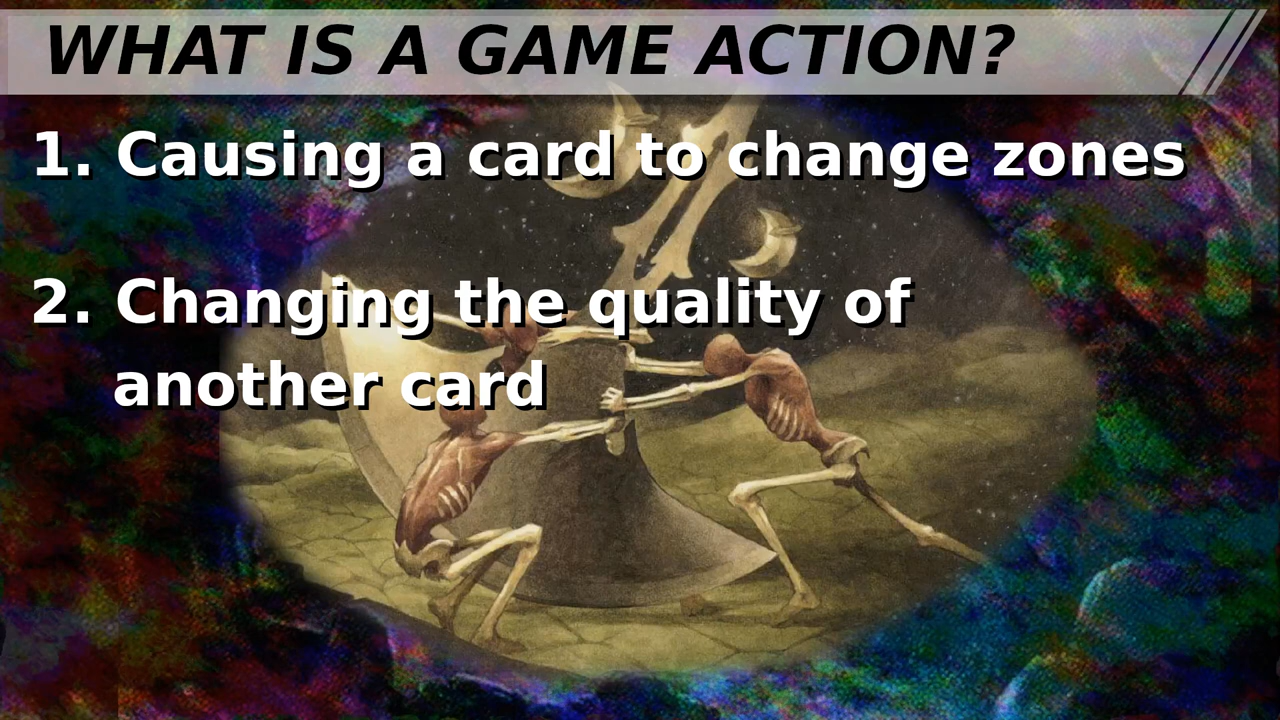 WHAT IS A GAME ACTION?
1. Causing a card to change zones
2. Changing the quality of
another card